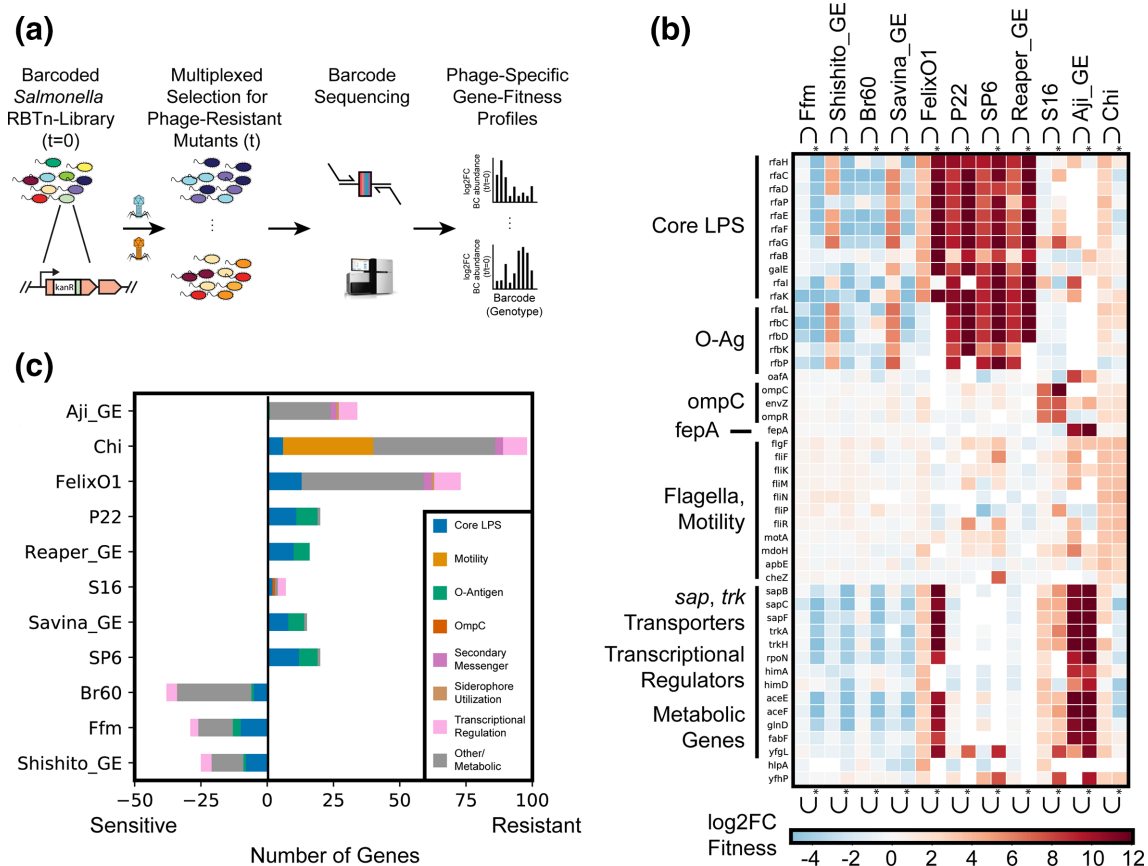 (a)
Barcoded
Salmonella
RBTn-Library
(t=0)
Multiplexed
Selection for
Phage-Resistant
Mutants (t)
Barcode
Sequencing
Phage-Specific
Gene-Fitness
Profiles
kanR
log2FC
BC abundance
(t/t=0)
log2FC
BC abundance
(t/t=0)
Barcode
(Genotype)
(b)
Ffm
Shishito_GE
Br60
Savina_GE
FelixO1
P22
SP6
Reaper_GE
S16
Aji_GE
Chi
* * * * * * * * * * *
Core LPS
O-Ag
ompC
fepA
Flagella,
Motility
sap, trk
Transporters
Transcriptional
Regulators
Metabolic
Genes
rfaH
rfaC
rfaD
rfaP
rfaE
rfaF
rfaG
rfaB
galE
rfaI
rfaK
rfaL
rfbC
rfbD
rfbK
rfbP
oafA
ompC
envZ
ompR
fepA
flgF
fliF
fliK
fliM
fliN
fliP
fliR
motA
mdoH
apbE
cheZ
sapB
sapC
sapF
trkA
trkH
rpoN
himA
himD
aceE
aceF
glnD
fabF
yfgL
hlpA
yfhP
* * * * * * * * * * *
log2FC
Fitness
-4 -2 0 2 4 6 8 10 12
(c)
Aji_GE
Chi
FelixO1
P22
Reaper_GE
S16
Savina_GE
SP6
Br60
Ffm
Shishito_GE
Core LPS
Motility
O-Antigen
OmpC
Secondary
Messenger
Siderophore
Utilization
Transcriptional
Regulation
Other/
Metabolic
−50 −25 0 25 50 75 100
Sensitive Resistant
Number of Genes